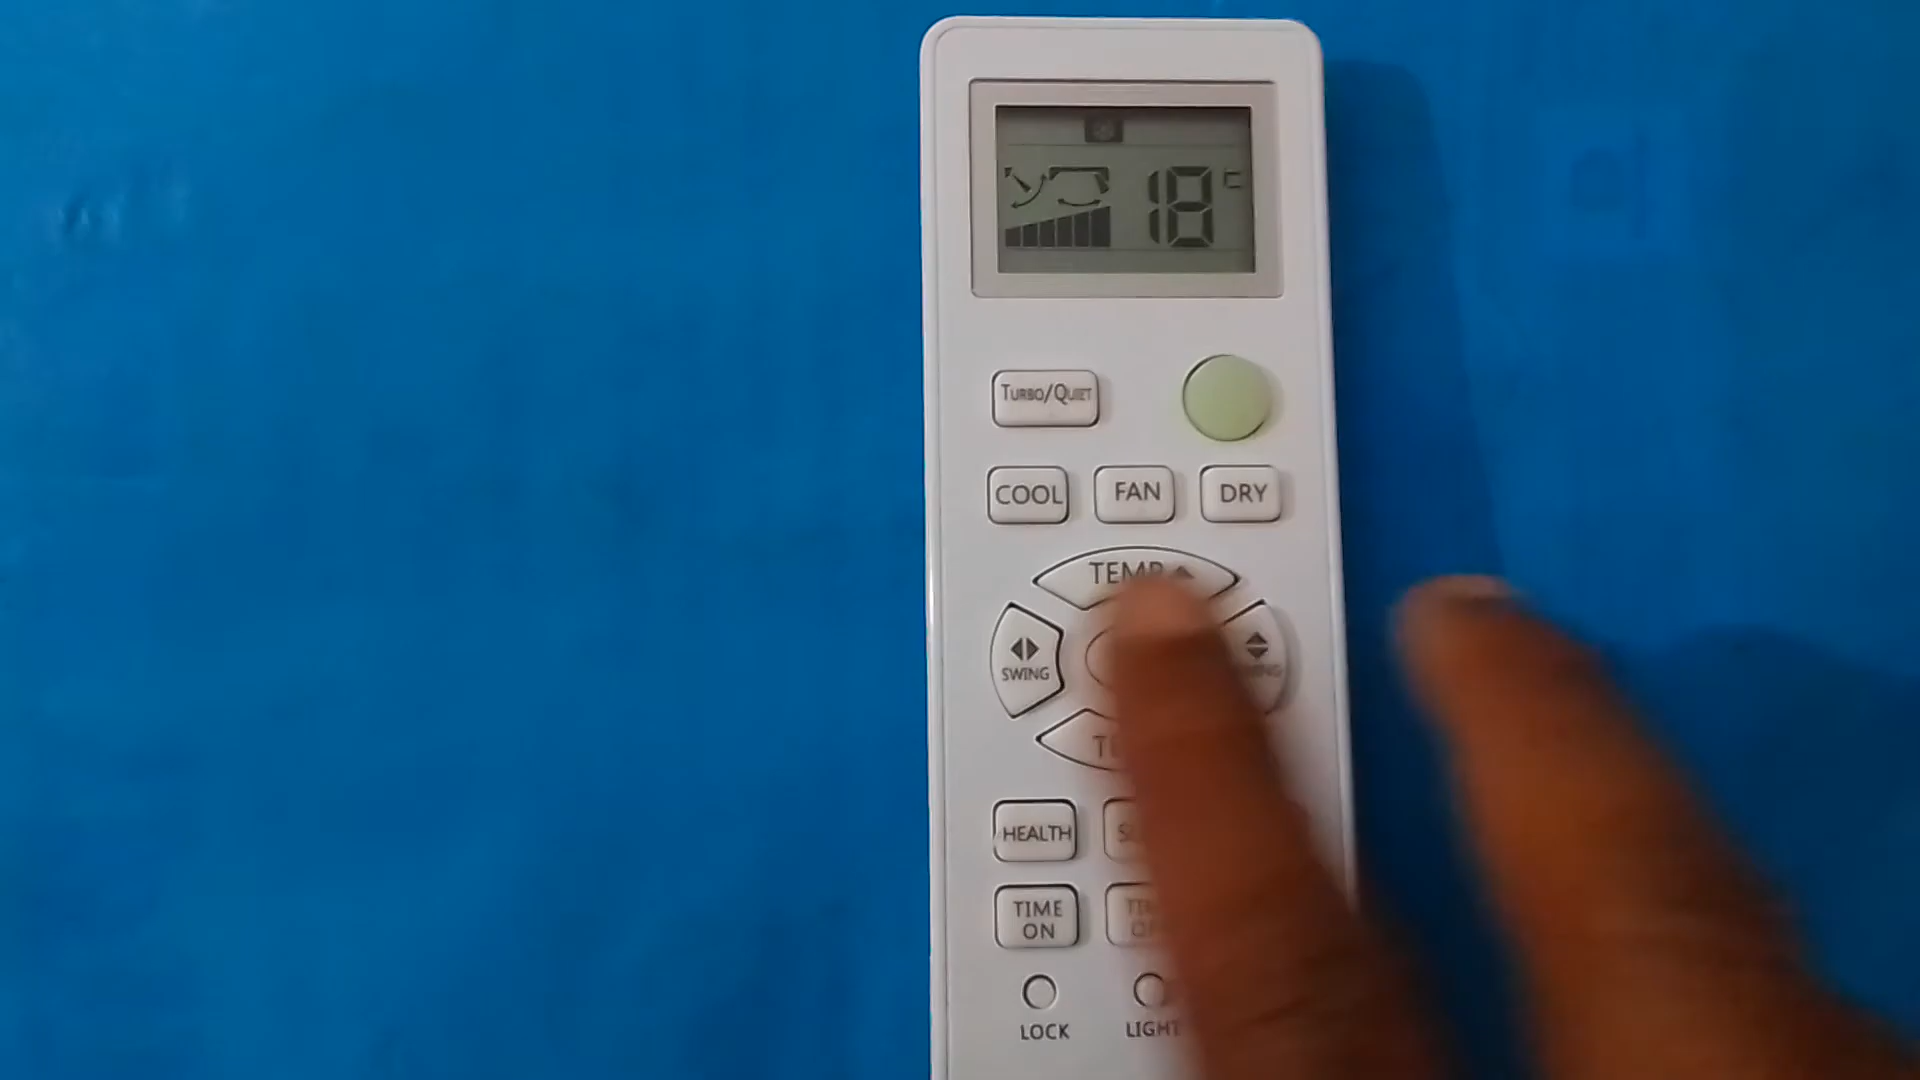 18 °C
TURBO/QUIET
COOL FAN DRY
TEMP
SWING
HEALTH
TIME
ON
LOCK LIGHT